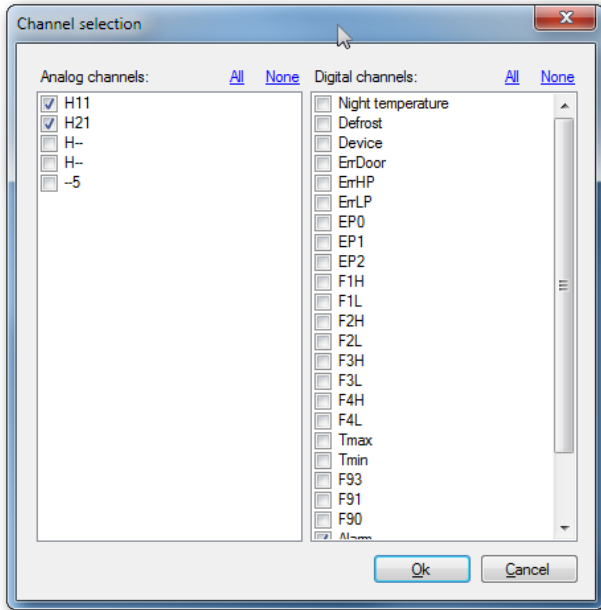 Channel selection
Analog channels: All None
H11
H21
H--
H--
--5
Digital channels: All None
Night temperature
Defrost
Device
ErrDoor
ErrHP
ErrLP
EP0
EP1
EP2
F1H
F1L
F2H
F2L
F3H
F3L
F4H
F4L
Tmax
Tmin
F93
F91
F90
Alarm
Ok Cancel